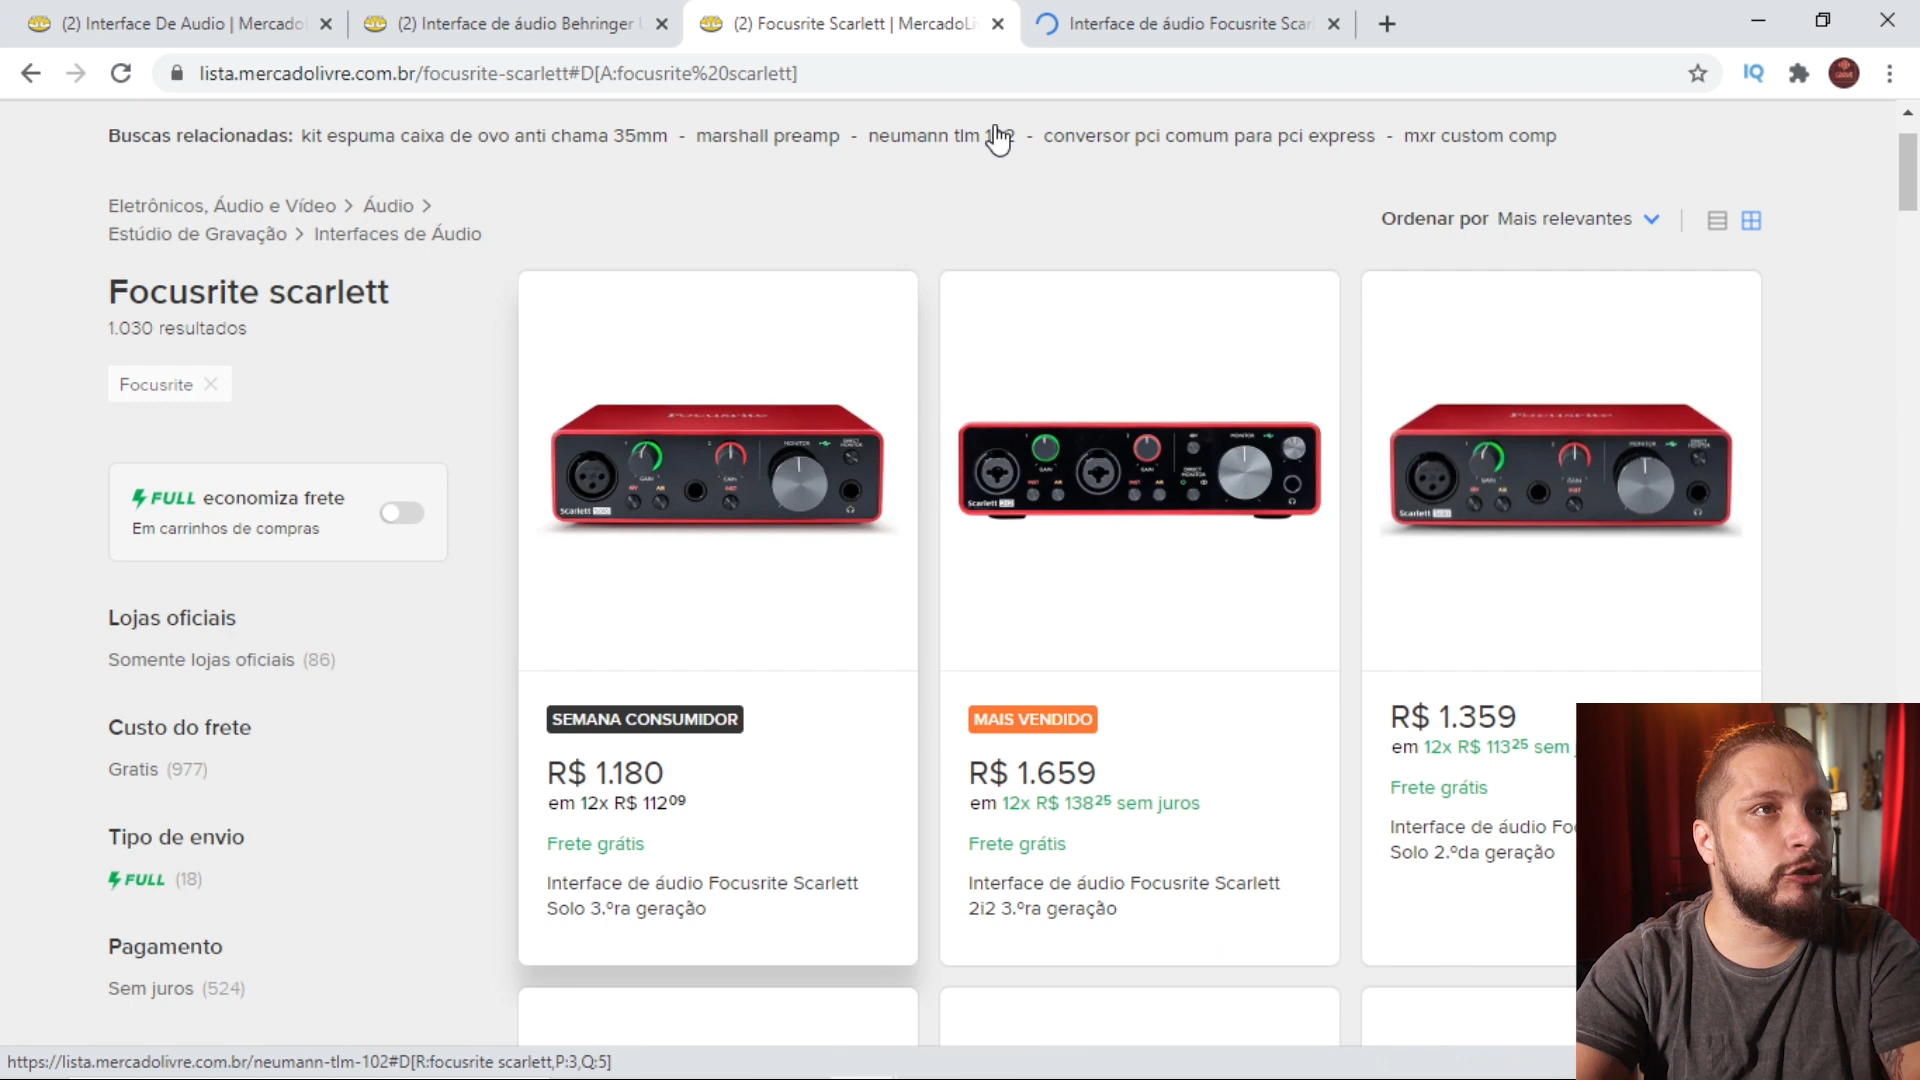 (2) Interface De Audio | Mercado
(2) Interface de áudio Behringer
(2) Focusrite Scarlett | MercadoLi
Interface de áudio Focusrite Scar
lista.mercadolivre.com.br/focusrite-scarlett#D[A:focusrite%20scarlett]
IQ
Buscas relacionadas: kit espuma caixa de ovo anti chama 35mm - marshall preamp - neumann tlm - conversor pci comum para pci express - mxr custom comp
Eletrônicos, Áudio e Vídeo > Áudio >
Estúdio de Gravação > Interfaces de Áudio
Ordenar por Mais relevantes
Focusrite scarlett
1.030 resultados
Focusrite
FULL economiza frete
Em carrinhos de compras
Lojas oficiais
Somente lojas oficiais (86)
Custo do frete
Gratis (977)
Tipo de envio
FULL (18)
Pagamento
Sem juros (524)
SEMANA CONSUMIDOR
R$ 1.180
em 12x R$ 112 09
Frete grátis
Interface de áudio Focusrite Scarlett
Solo 3.ºra geração
MAIS VENDIDO
R$ 1.659
em 12x R$ 138 25 sem juros
Frete grátis
Interface de áudio Focusrite Scarlett
2i2 3.ºra geração
R$ 1.359
em 12x R$ 113 25 sem
Frete grátis
Interface de áudio Fo
Solo 2.ºda geração
https://lista.mercadolivre.com.br/neumann-tlm-102#D[R:focusrite scarlett,P:3,Q:5]